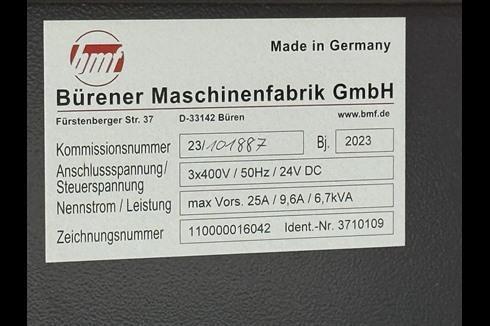 bmf
Made in Germany
Bürener Maschinenfabrik GmbH
Fürstenberger Str. 37 D-33142 Büren www.bmf.de
Kommissionsnummer 23/101887 Bj. 2023
Anschlussspannung/
Steuerspannung 3x400V / 50Hz / 24V DC
Nennstrom / Leistung max Vors. 25A / 9,6A / 6,7kVA
Zeichnungsnummer 110000016042 Ident.-Nr. 3710109